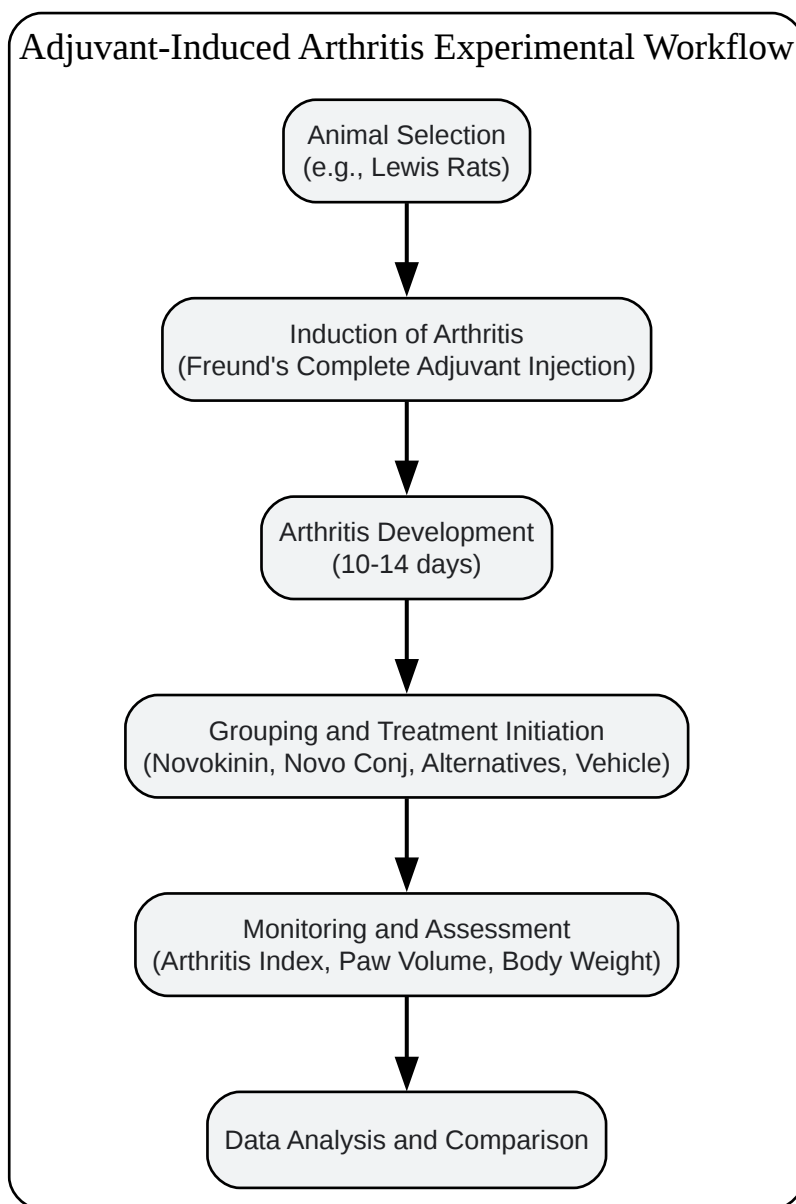 Adjuvant-Induced Arthritis Experimental Workflow
Animal Selection
(e.g., Lewis Rats)
Induction of Arthritis
(Freund's Complete Adjuvant Injection)
Arthritis Development
(10-14 days)
Grouping and Treatment Initiation
(Novokinin, Novo Conj, Alternatives, Vehicle)
Monitoring and Assessment
(Arthritis Index, Paw Volume, Body Weight)
Data Analysis and Comparison